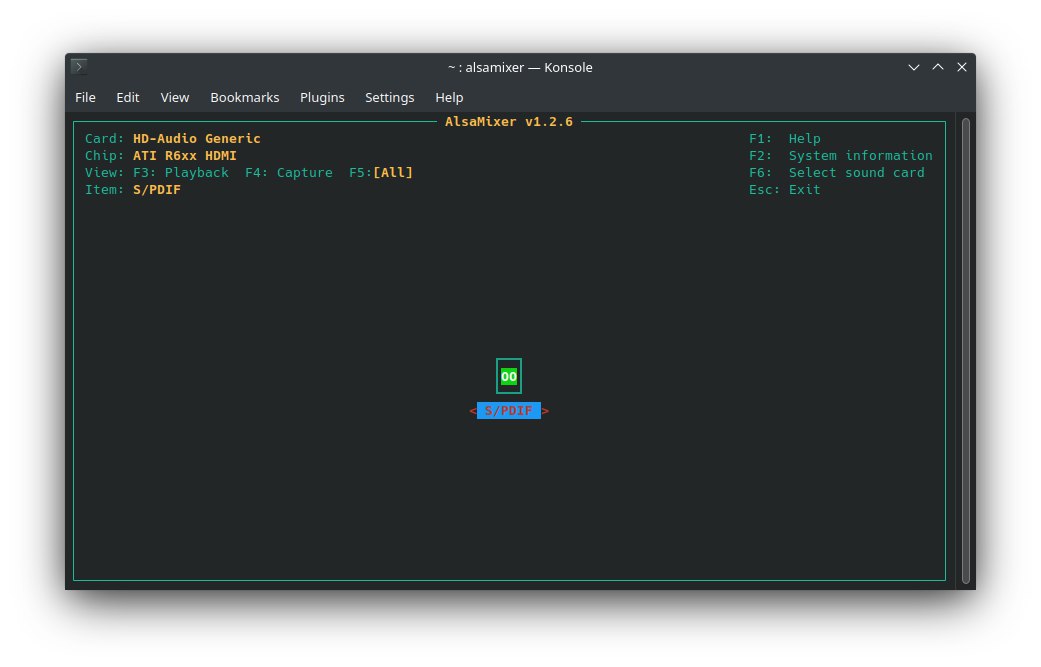 ~ : alsamixer — Konsole
File Edit View Bookmarks Plugins Settings Help
AlsaMixer v1.2.6
Card: HD-Audio Generic F1: Help
Chip: ATI R6xx HDMI F2: System information
View: F3: Playback F4: Capture F5:[All] F6: Select sound card
Item: S/PDIF Esc: Exit
OO
< S/PDIF >